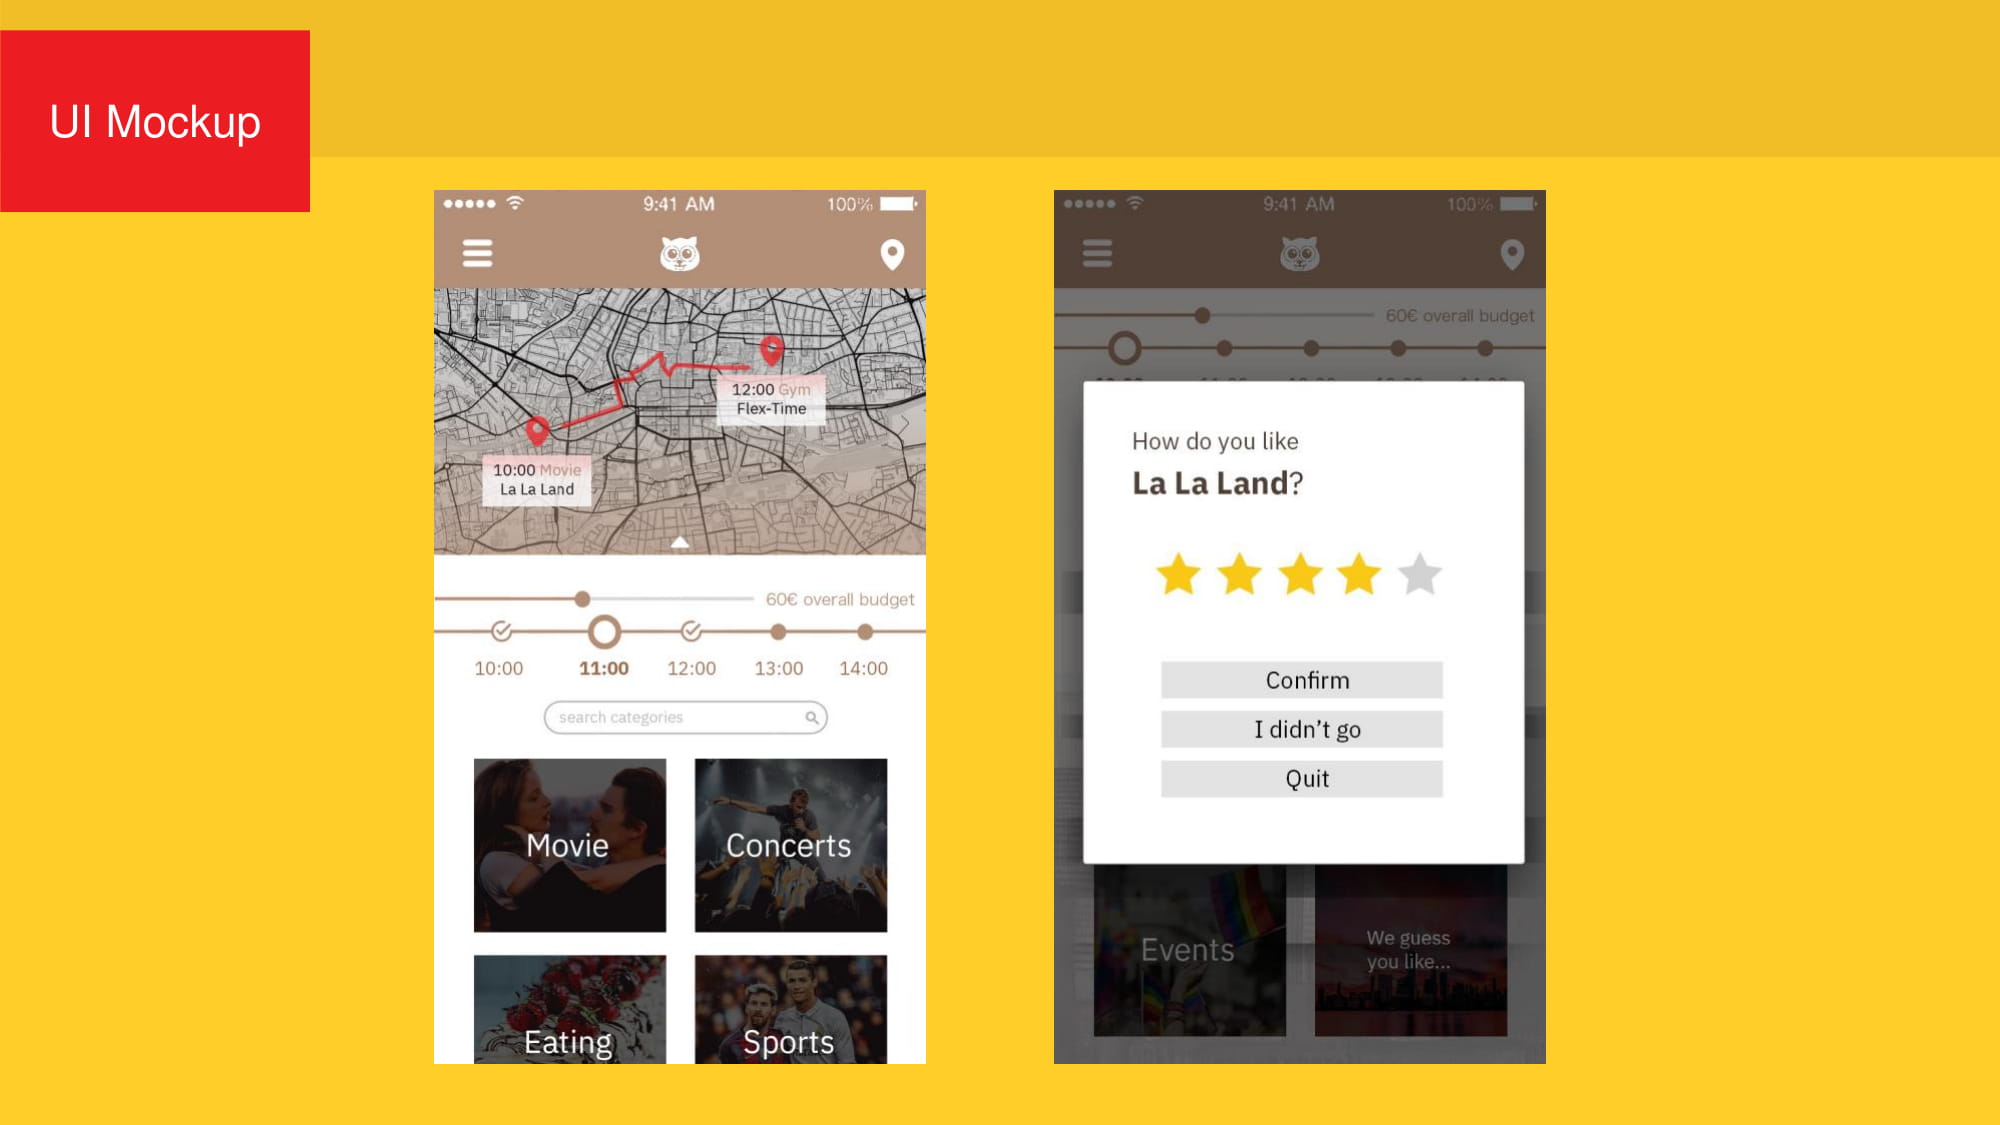 UI Mockup
9:41 AM
100%
12:00 Gym
Flex-Time
10:00 Movie
La La Land
60€ overall budget
10:00
11:00
12:00
13:00
14:00
search categories
Movie
Concerts
Eating
Sports
9:41 AM
100%
60€ overall budget
How do you like
La La Land?
Confirm
I didn't go
Quit
Events
We guess
you like...